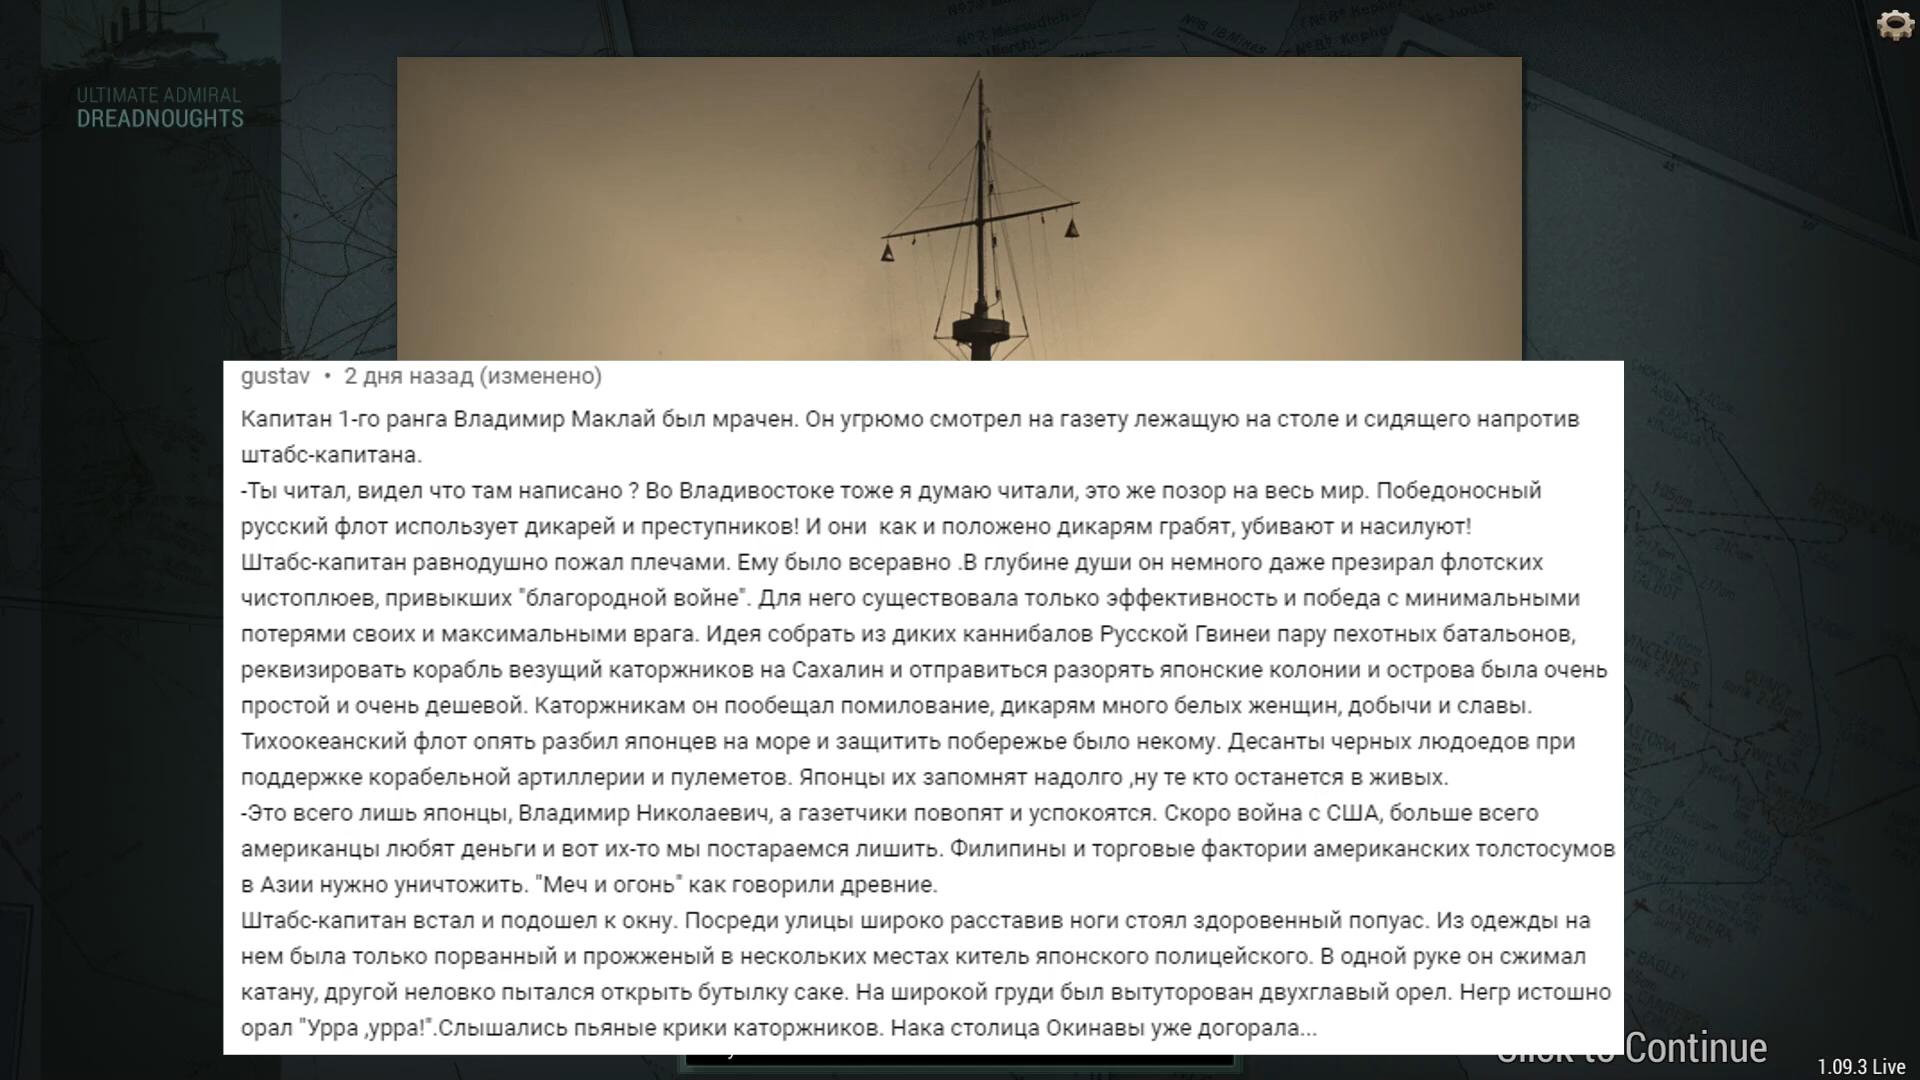 ULTIMATE ADMIRAL
DREADNOUGHTS
gustav • 2 дня назад (изменено)
Капитан 1-го ранга Владимир Маклай был мрачен. Он угрюмо смотрел на газету лежащую на столе и сидящего напротив
штабс-капитана.
-Ты читал, видел что там написано ? Во Владивостоке тоже я думаю читали, это же позор на весь мир. Победоносный
русский флот использует дикарей и преступников! И они  как и положено дикарям грабят, убивают и насилуют!
Штабс-капитан равнодушно пожал плечами. Ему было всеравно .В глубине души он немного даже презирал флотских
чистоплюев, привыкших "благородной войне". Для него существовала только эффективность и победа с минимальными
потерями своих и максимальными врага. Идея собрать из диких каннибалов Русской Гвинеи пару пехотных батальонов,
реквизировать корабль везущий каторжников на Сахалин и отправиться разорять японские колонии и острова была очень
простой и очень дешевой. Каторжникам он пообещал помилование, дикарям много белых женщин, добычи и славы.
Тихоокеанский флот опять разбил японцев на море и защитить побережье было некому. Десанты черных людоедов при
поддержке корабельной артиллерии и пулеметов. Японцы их запомнят надолго ,ну те кто останется в живых.
-Это всего лишь японцы, Владимир Николаевич, а газетчики повопят и успокоятся. Скоро война с США, больше всего
американцы любят деньги и вот их-то мы постараемся лишить. Филипины и торговые фактории американских толстосумов
в Азии нужно уничтожить. "Меч и огонь" как говорили древние.
Штабс-капитан встал и подошел к окну. Посреди улицы широко расставив ноги стоял здоровенный попуас. Из одежды на
нем была только порванный и прожженый в нескольких местах китель японского полицейского. В одной руке он сжимал
катану, другой неловко пытался открыть бутылку саке. На широкой груди был вытуторован двухглавый орел. Негр истошно
орал "Урра ,урра!".Слышались пьяные крики каторжников. Нака столица Окинавы уже догорала...
Click to Continue
1.09.3 Live